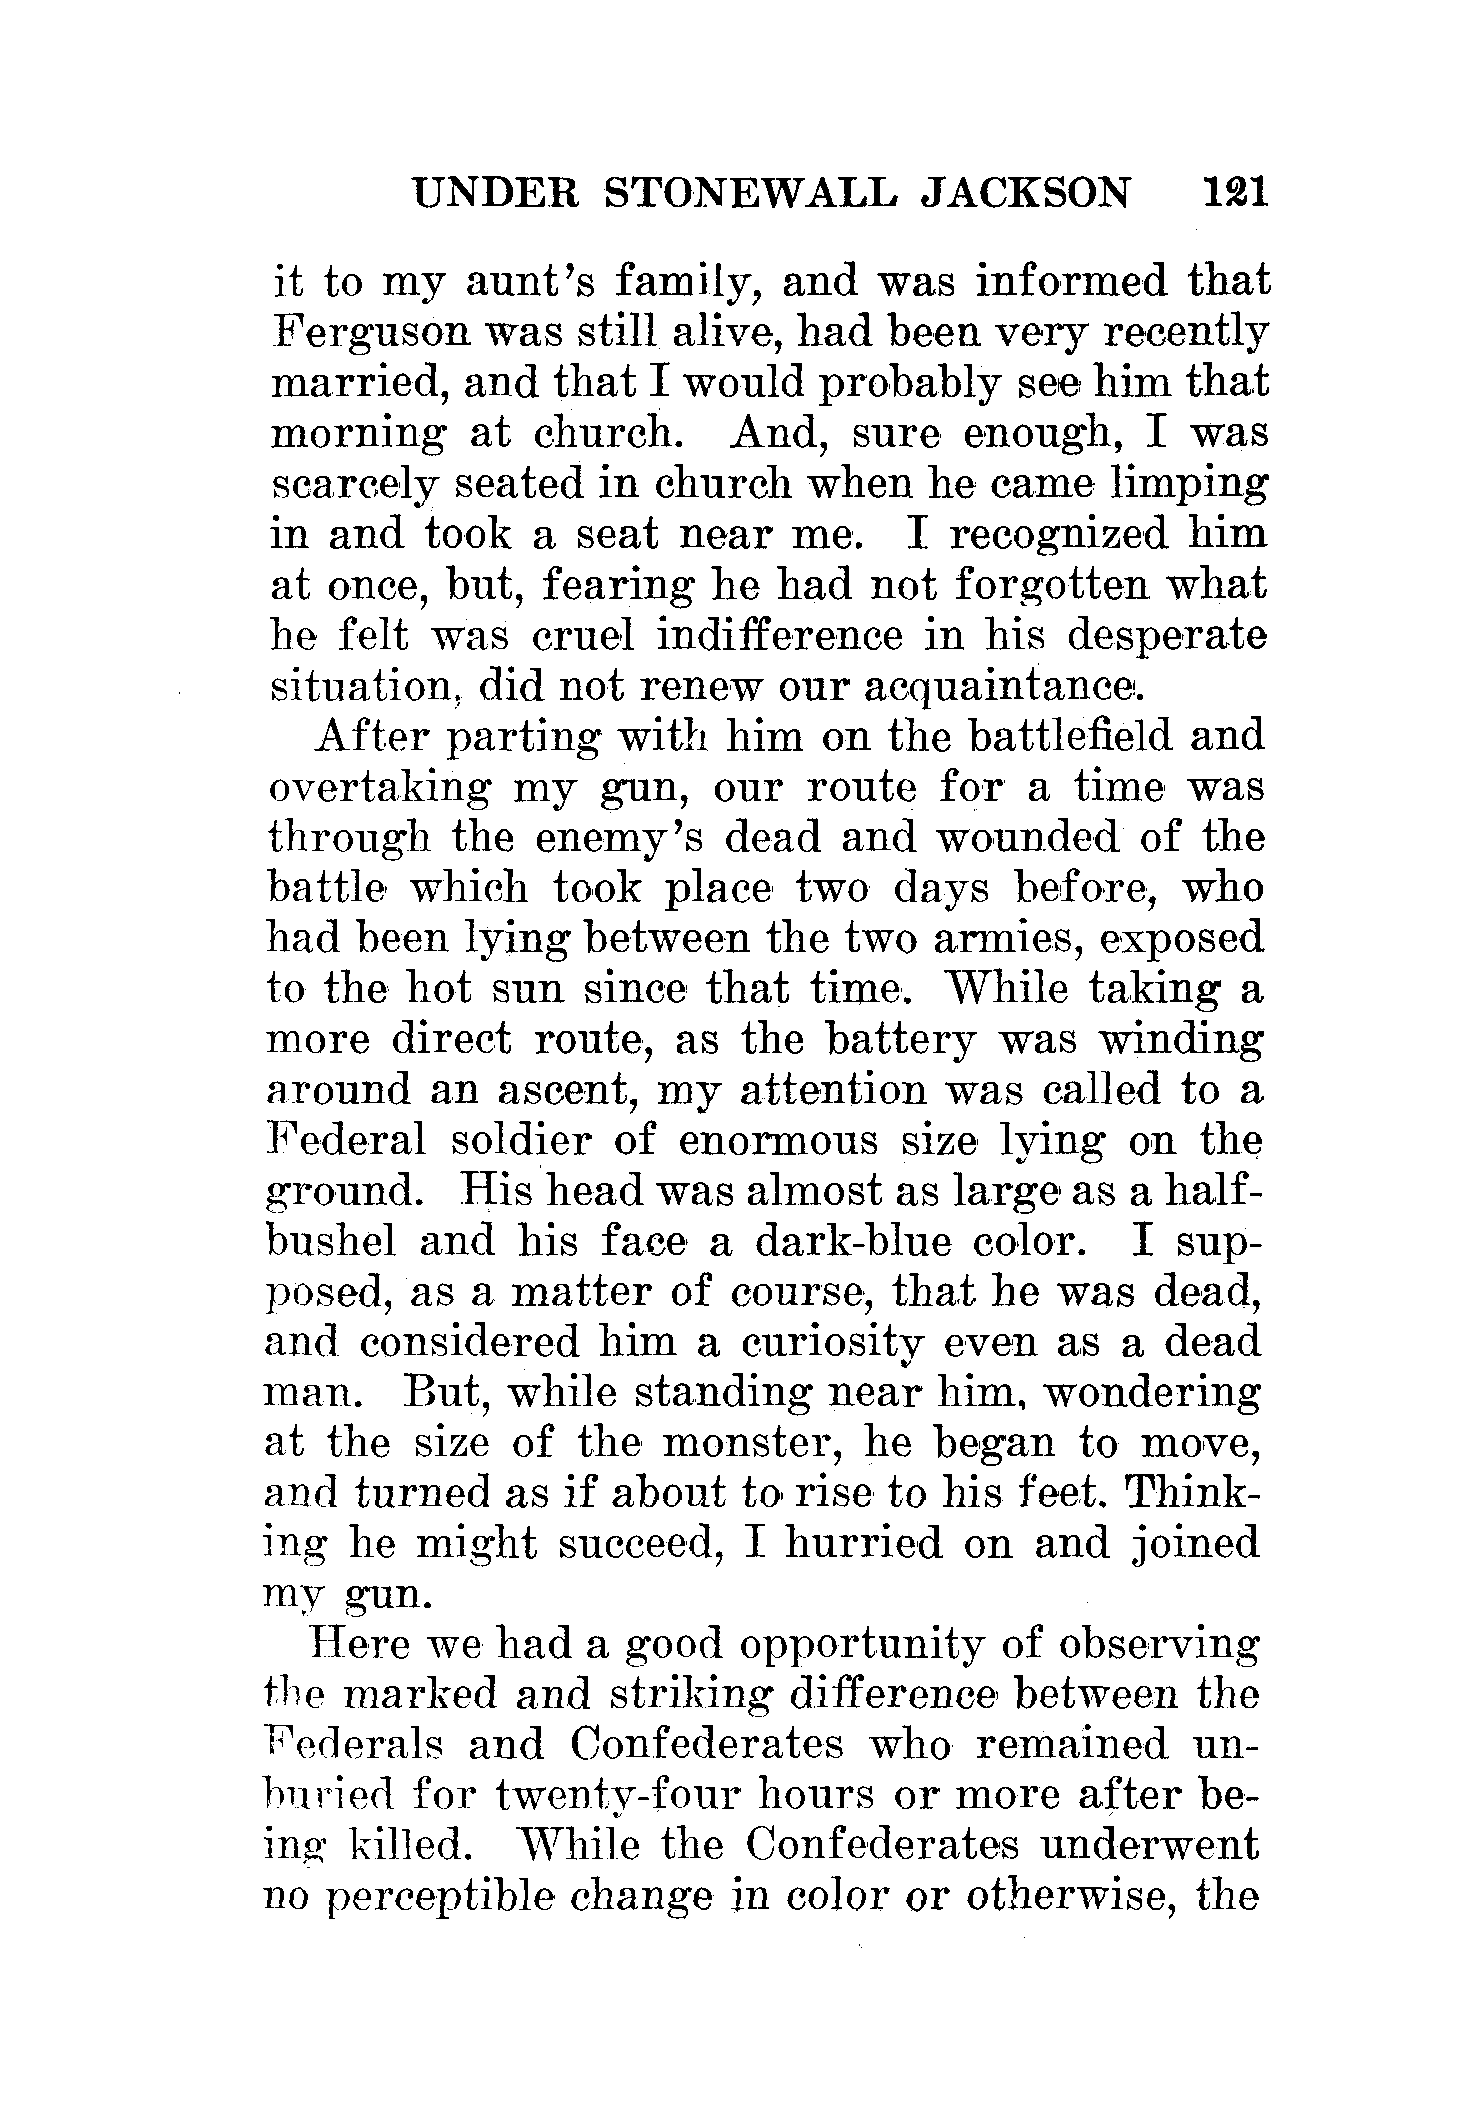 UNDER STONEWALL JACKSON 121
it to my aunt's family, and was informed that
Ferguson was still alive, had been very recently
married, and that I would probably see him that
morning at church. And, sure enough, I was
scarcely seated in church when he came limping
in and took a seat near me. I recognized him
at once, but, fearing he had not forgotten what
he felt was cruel indifference in his desperate
situation, did not renew our acquaintance.
After parting with him on the battlefield and
overtaking my gun, our route for a time was
through the enemy's dead and wounded of the
battle which took place two days before, who
had been lying between the two armies, exposed
to the hot sun since that time. While taking a
more direct route, as the battery was winding
around an ascent, my attention was called to a
Federal soldier of enormous size lying on the
ground. His head was almost as large as a half-
bushel and his face a dark-blue color. I sup-
posed, as a matter of course, that he was dead,
and considered him a curiosity even as a dead
man. But, while standing near him, wondering
at the size of the monster, he began to move,
and turned as if about to rise to his feet. Think-
ing he might succeed, I hurried on and joined
my gun.
Here we had a good opportunity of observing
the marked and striking difference between the
Federals and Confederates who remained un-
buried for twenty-four hours or more after be-
ing killed. While the Confederates underwent
no perceptible change in color or otherwise, the